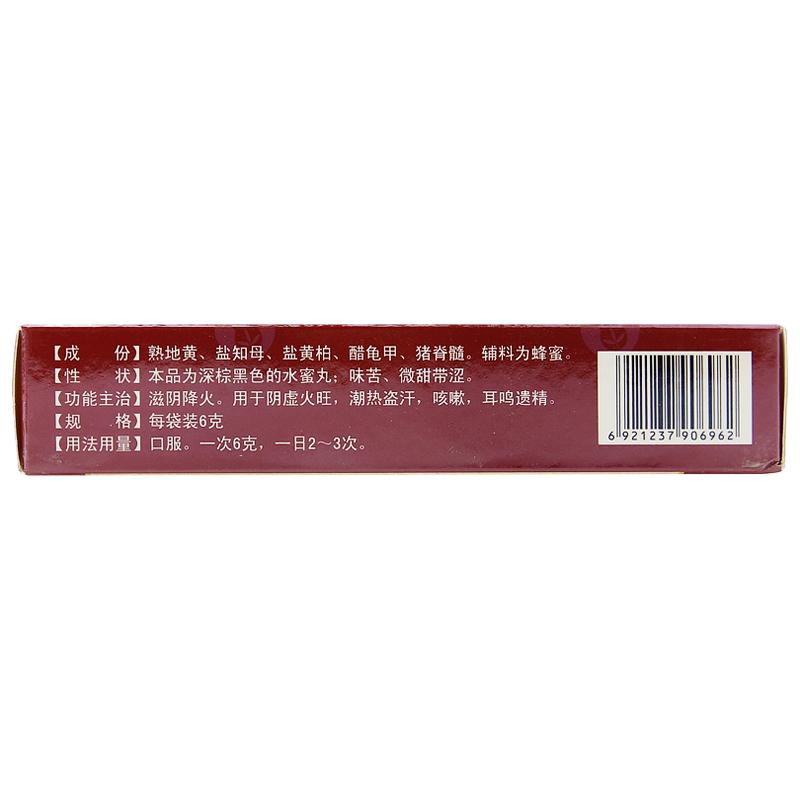 【成　　份】熟地黄、盐知母、盐黄柏、醋龟甲、猪脊髓。辅料为蜂蜜。
【性　　状】本品为深棕黑色的水蜜丸；味苦、微甜带涩。
【功能主治】滋阴降火。用于阴虚火旺，潮热盗汗，咳嗽，耳鸣遗精。
【规　　格】每袋装6克
【用法用量】口服。一次6克，一日2～3次。
6 921237 906962